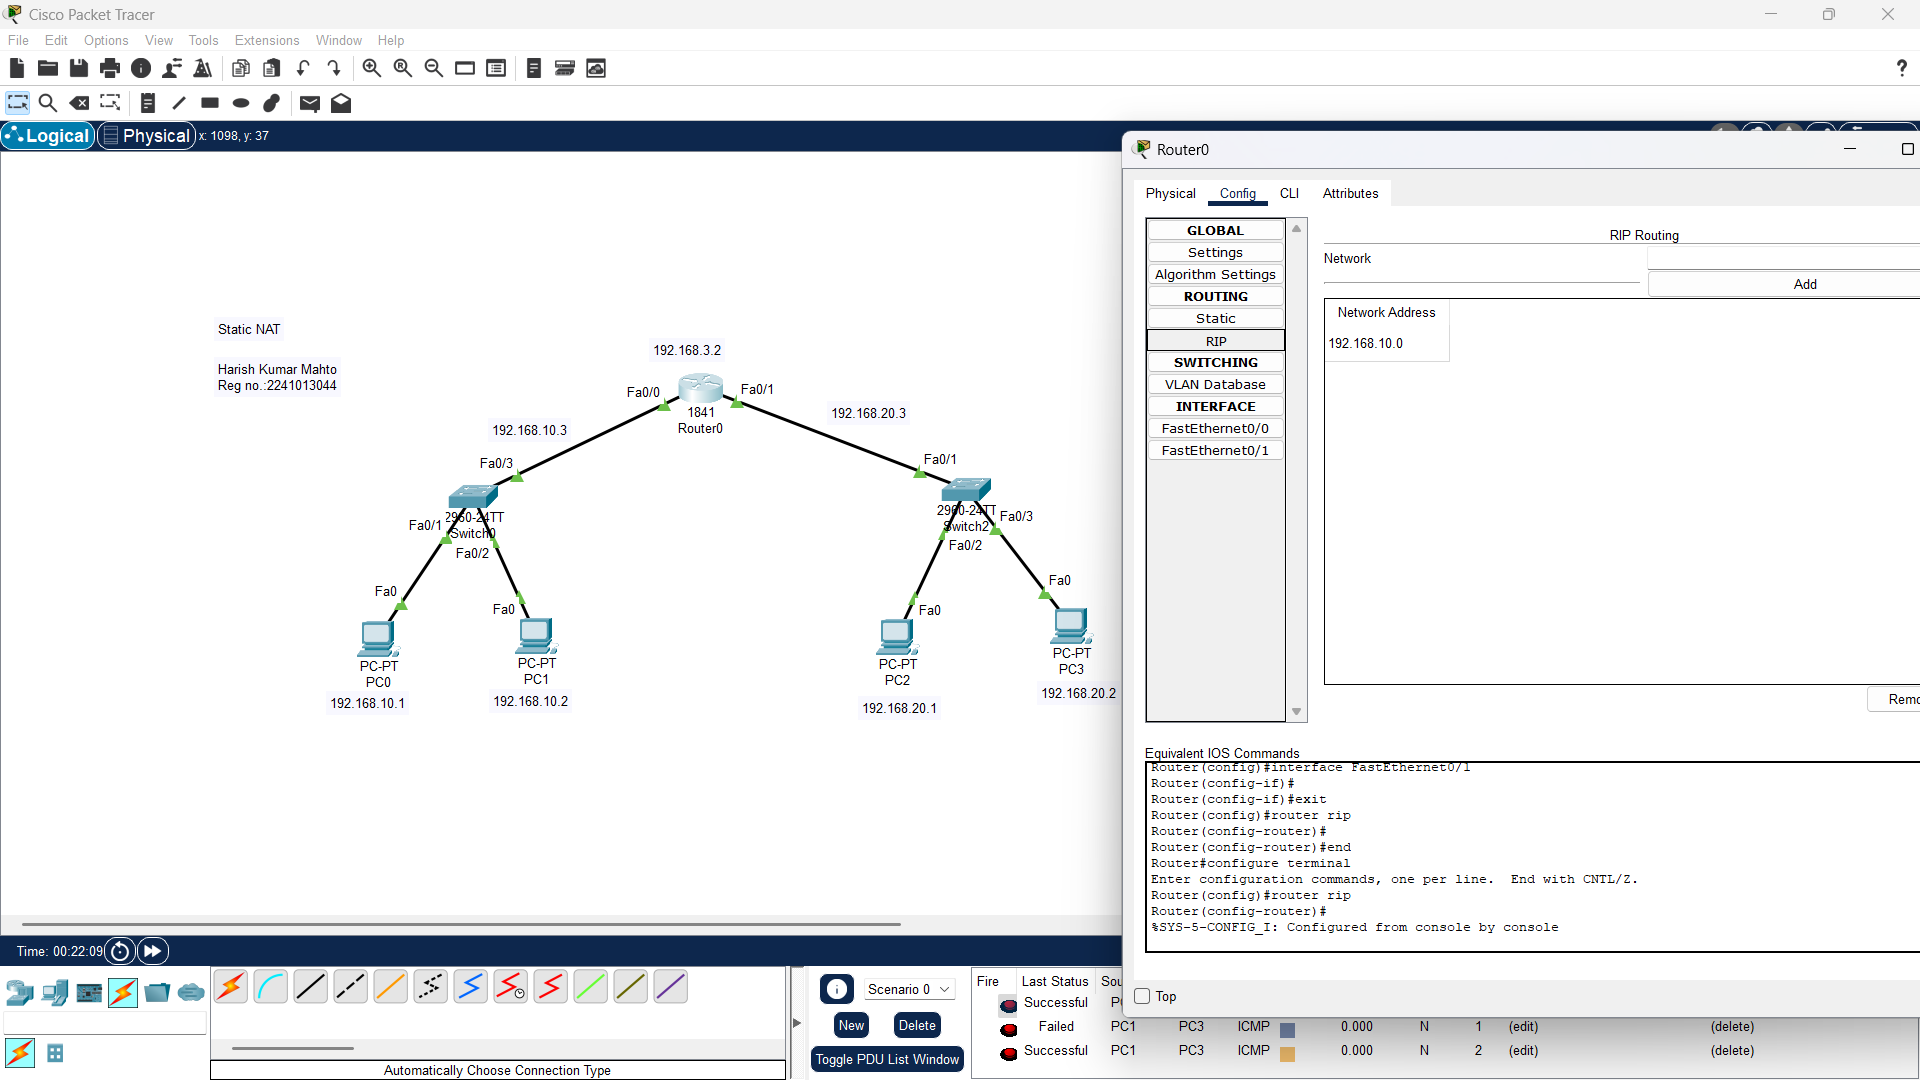 Cisco Packet Tracer
File Edit Options View Tools Extensions Window Help
Logical Physical x: 1098, y: 37
Static NAT
Harish Kumar Mahto
Reg no.:2241013044
192.168.3.2
Fa0/0
Fa0/1
1841
Router0
192.168.10.3
192.168.20.3
Fa0/3
Fa0/1
2960-24TT
Switch0
Fa0/1
Fa0/2
2960-24TT
Switch2
Fa0/3
Fa0/2
Fa0
Fa0
Fa0
Fa0
PC-PT
PC0
192.168.10.1
PC-PT
PC1
192.168.10.2
PC-PT
PC2
192.168.20.1
PC-PT
PC3
192.168.20.2
Router0
Physical Config CLI Attributes
GLOBAL
Settings
Algorithm Settings
ROUTING
Static
RIP
SWITCHING
VLAN Database
INTERFACE
FastEthernet0/0
FastEthernet0/1
RIP Routing
Network
Add
Network Address
192.168.10.0
Remo
Equivalent IOS Commands
Router(config)#interface FastEthernet0/1
Router(config-if)#
Router(config-if)#exit
Router(config)#router rip
Router(config-router)#
Router(config-router)#end
Router#configure terminal
Enter configuration commands, one per line.  End with CNTL/Z.
Router(config)#router rip
Router(config-router)#
%SYS-5-CONFIG_I: Configured from console by console
Top
Time: 00:22:09
Automatically Choose Connection Type
Scenario 0
New Delete
Toggle PDU List Window
Fire Last Status Sou
Successful P
Failed PC1 PC3 ICMP 0.000 N 1 (edit) (delete)
Successful PC1 PC3 ICMP 0.000 N 2 (edit) (delete)